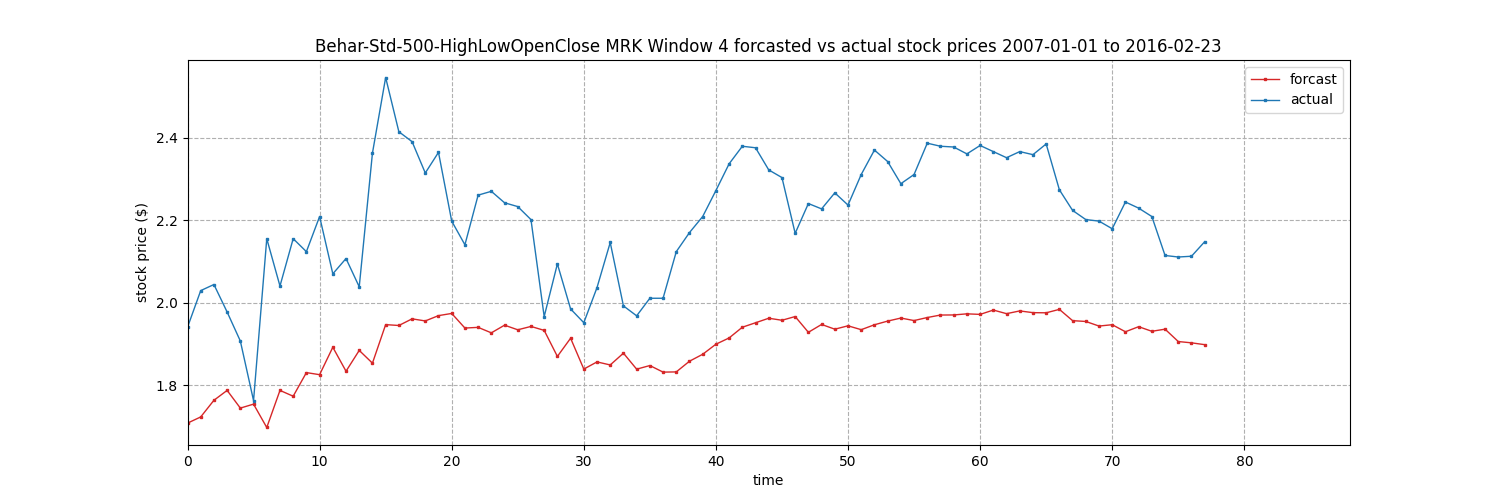 Behar-Std-500-HighLowOpenClose MRK Window 4 forcasted vs actual stock prices 2007-01-01 to 2016-02-23
forcast
actual
stock price ($)
2.4
2.2
2.0
1.8
0 10 20 30 40 50 60 70 80
time